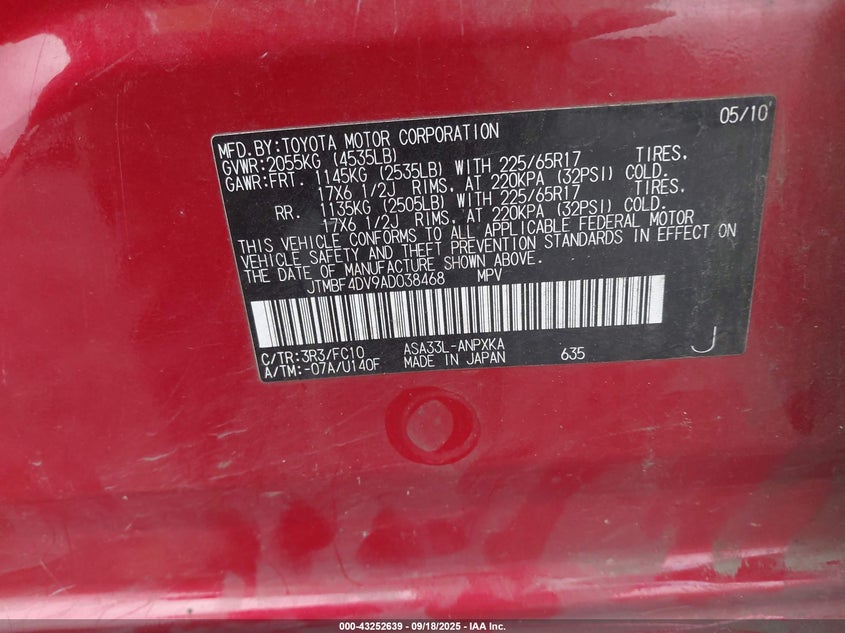 05/10
MFD.BY:TOYOTA MOTOR CORPORATION
GVWR:2055KG (4535LB)
GAWR:FRT. 1145KG (2535LB) WITH 225/65R17 TIRES,
17X6 1/2J RIMS, AT 220KPA (32PSI) COLD.
RR. 1135KG (2505LB) WITH 225/65R17 TIRES,
17X6 1/2J RIMS, AT 220KPA (32PSI) COLD.
THIS VEHICLE CONFORMS TO ALL APPLICABLE FEDERAL MOTOR
VEHICLE SAFETY AND THEFT PREVENTION STANDARDS IN EFFECT ON
THE DATE OF MANUFACTURE SHOWN ABOVE.
JTMBF4DV9AD038468 MPV
C/TR:3R3/FC10 ASA33L-ANPXKA 635 J
A/TM:-07A/U140F MADE IN JAPAN
000-43252639 - 09/18/2025 - IAA Inc.